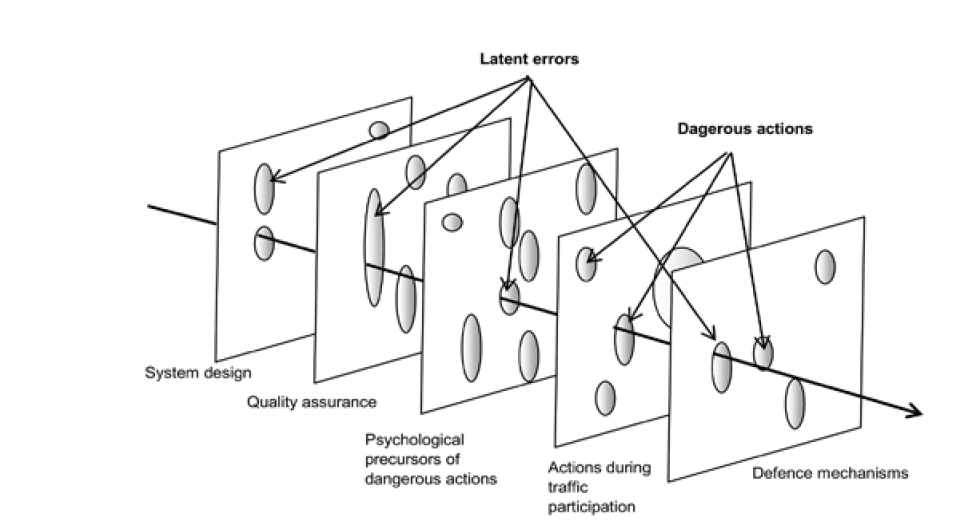 Latent errors
Dagerous actions
System design
Quality assurance
Psychological
precursors of
dangerous actions
Actions during
traffic
participation
Defence mechanisms